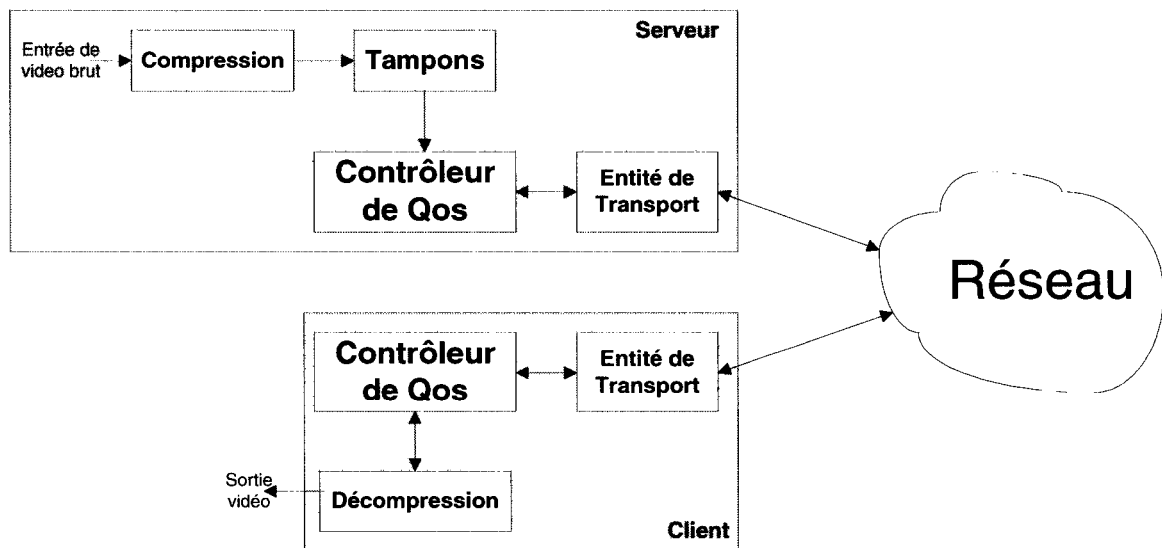 Serveur
Entrée de
video brut
Compression
Tampons
Contrôleur
de Qos
Entité de
Transport
Réseau
Contrôleur
de Qos
Entité de
Transport
Sortie
vidéo
Décompression
Client